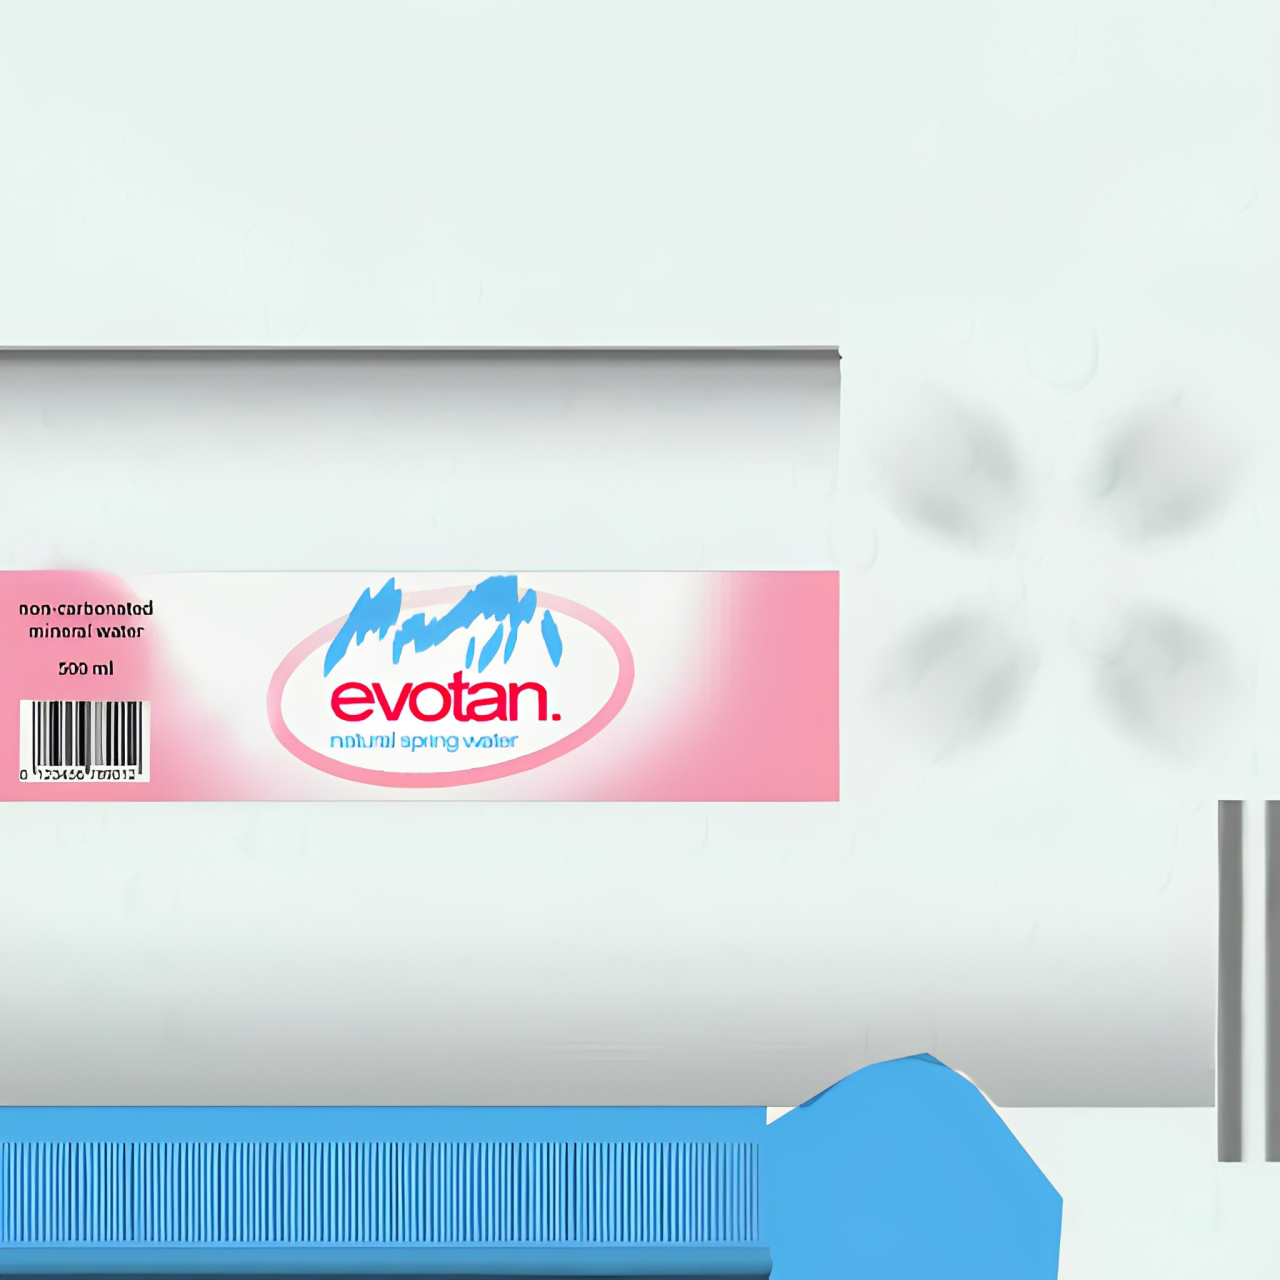 non-carbonated
mineral water
500 ml
evotan.
natural spring water